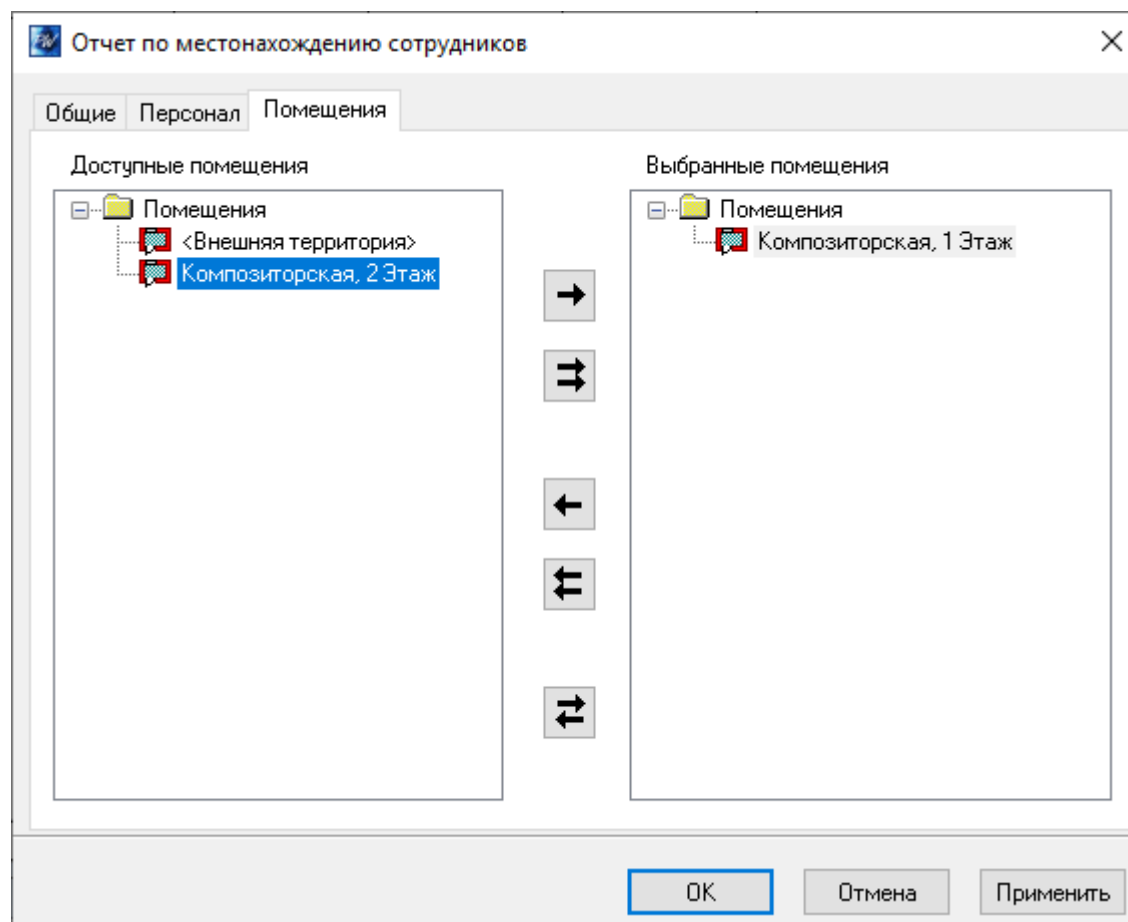 Отчет по местонахождению сотрудников
Общие Персонал Помещения
Доступные помещения
Помещения
<Внешняя территория>
Композиторская, 2 Этаж
Выбранные помещения
Помещения
Композиторская, 1 Этаж
OK Отмена Применить